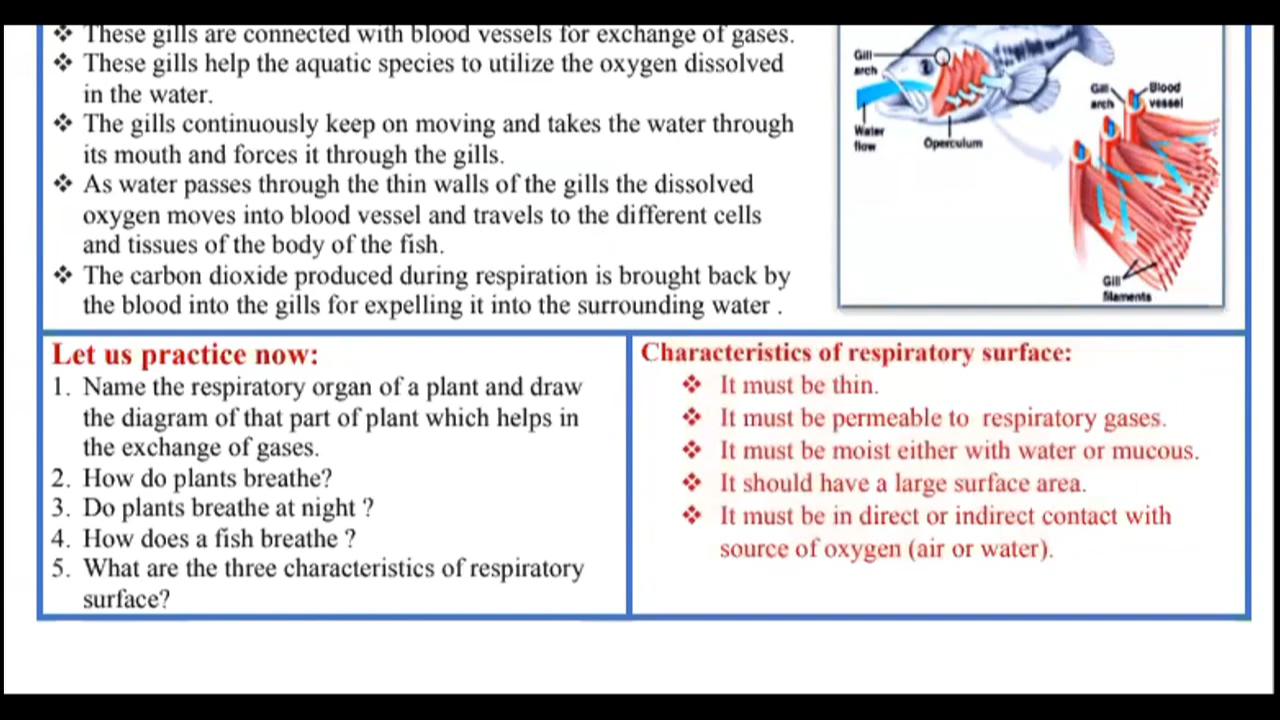 ❖ These gills are connected with blood vessels for exchange of gases.
❖ These gills help the aquatic species to utilize the oxygen dissolved
in the water.
❖ The gills continuously keep on moving and takes the water through
its mouth and forces it through the gills.
❖ As water passes through the thin walls of the gills the dissolved
oxygen moves into blood vessel and travels to the different cells
and tissues of the body of the fish.
❖ The carbon dioxide produced during respiration is brought back by
the blood into the gills for expelling it into the surrounding water .
Gill
arch
Water
flow
Operculum
Gill
arch
Blood
vessel
Gill
filaments
Let us practice now:
1. Name the respiratory organ of a plant and draw
the diagram of that part of plant which helps in
the exchange of gases.
2. How do plants breathe?
3. Do plants breathe at night ?
4. How does a fish breathe ?
5. What are the three characteristics of respiratory
surface?
Characteristics of respiratory surface:
❖ It must be thin.
❖ It must be permeable to respiratory gases.
❖ It must be moist either with water or mucous.
❖ It should have a large surface area.
❖ It must be in direct or indirect contact with
source of oxygen (air or water).